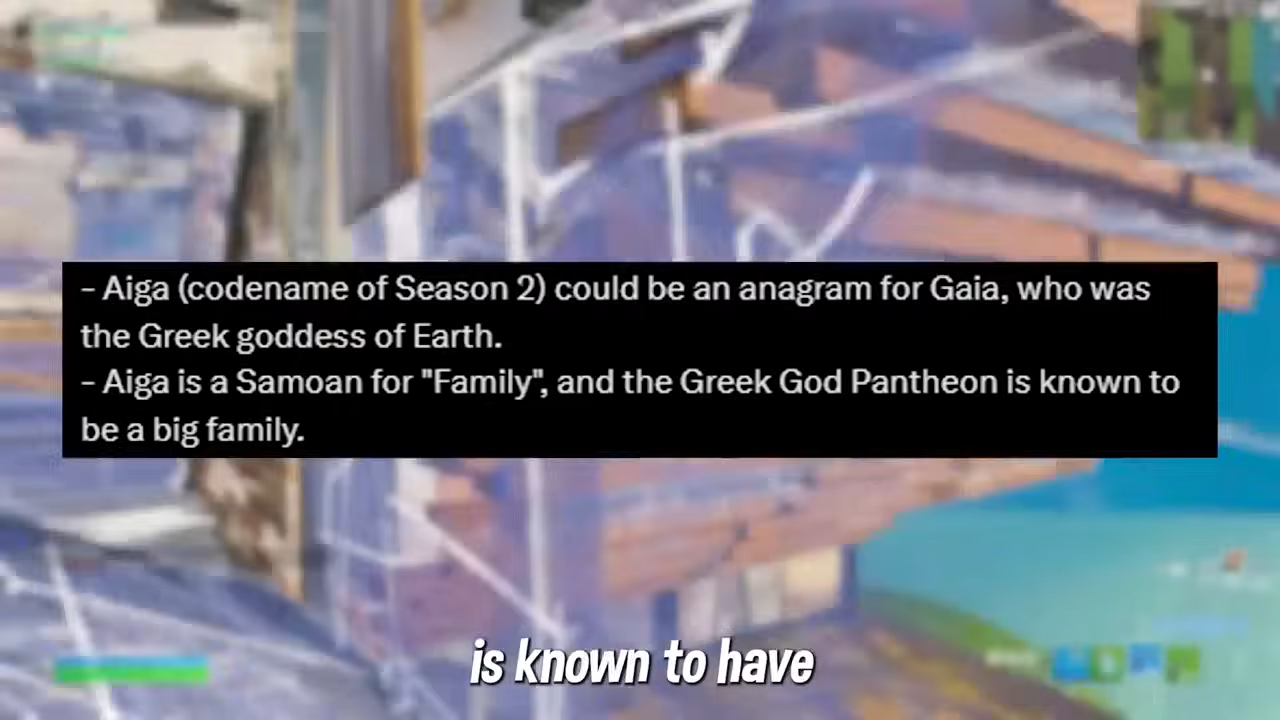 - Aiga (codename of Season 2) could be an anagram for Gaia, who was
the Greek goddess of Earth.
- Aiga is a Samoan for "Family", and the Greek God Pantheon is known to
be a big family.
is known to have